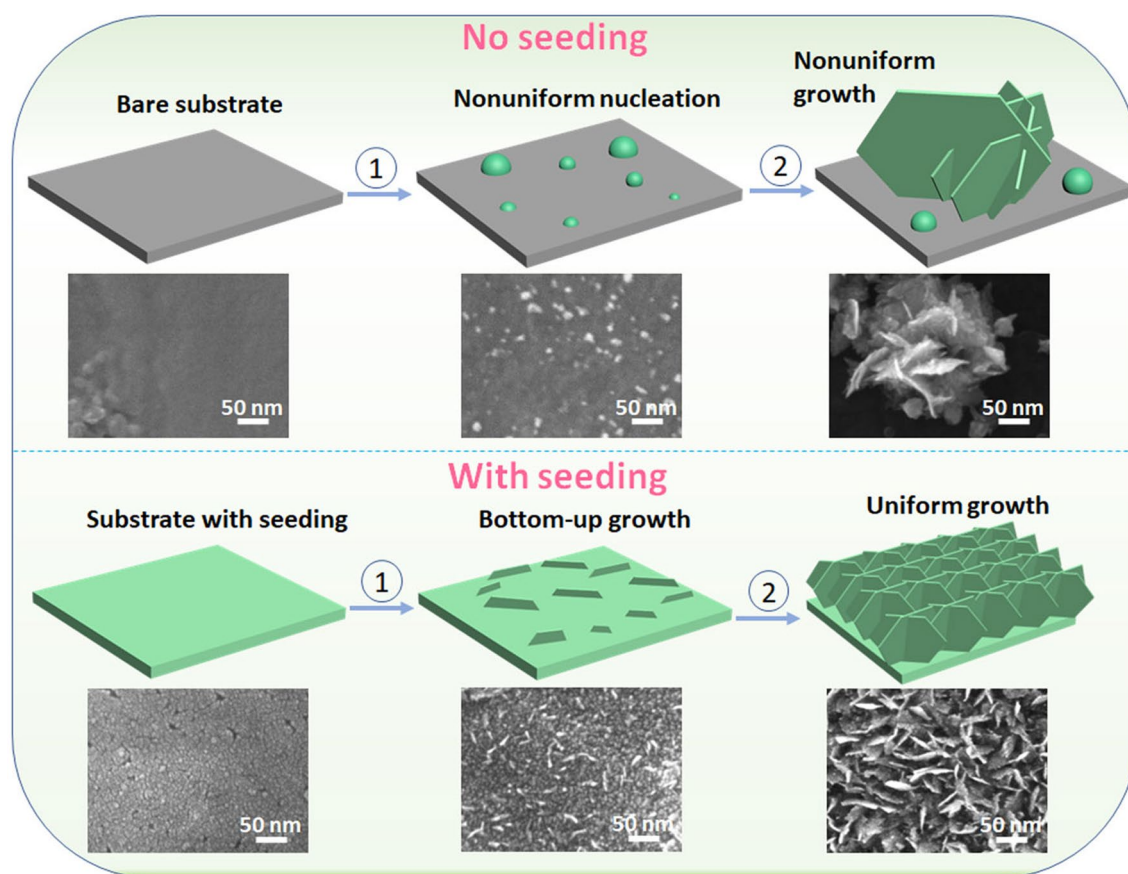 No seeding
Bare substrate
Nonuniform nucleation
Nonuniform
growth
1
2
50 nm
50 nm
50 nm
With seeding
Substrate with seeding
Bottom-up growth
Uniform growth
1
2
50 nm
50 nm
50 nm